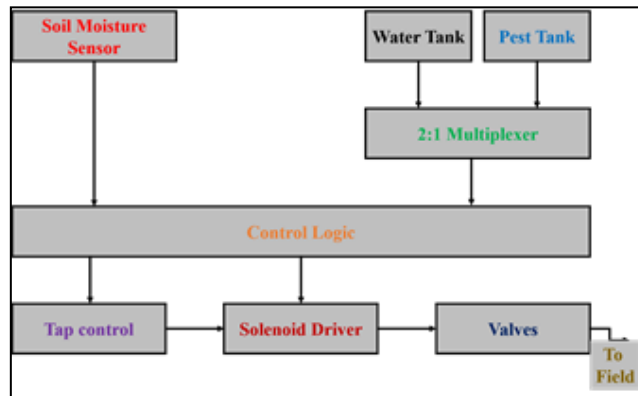 Soil Moisture
Sensor
Water Tank
Pest Tank
2:1 Multiplexer
Control Logic
Tap control
Solenoid Driver
Valves
To
Field